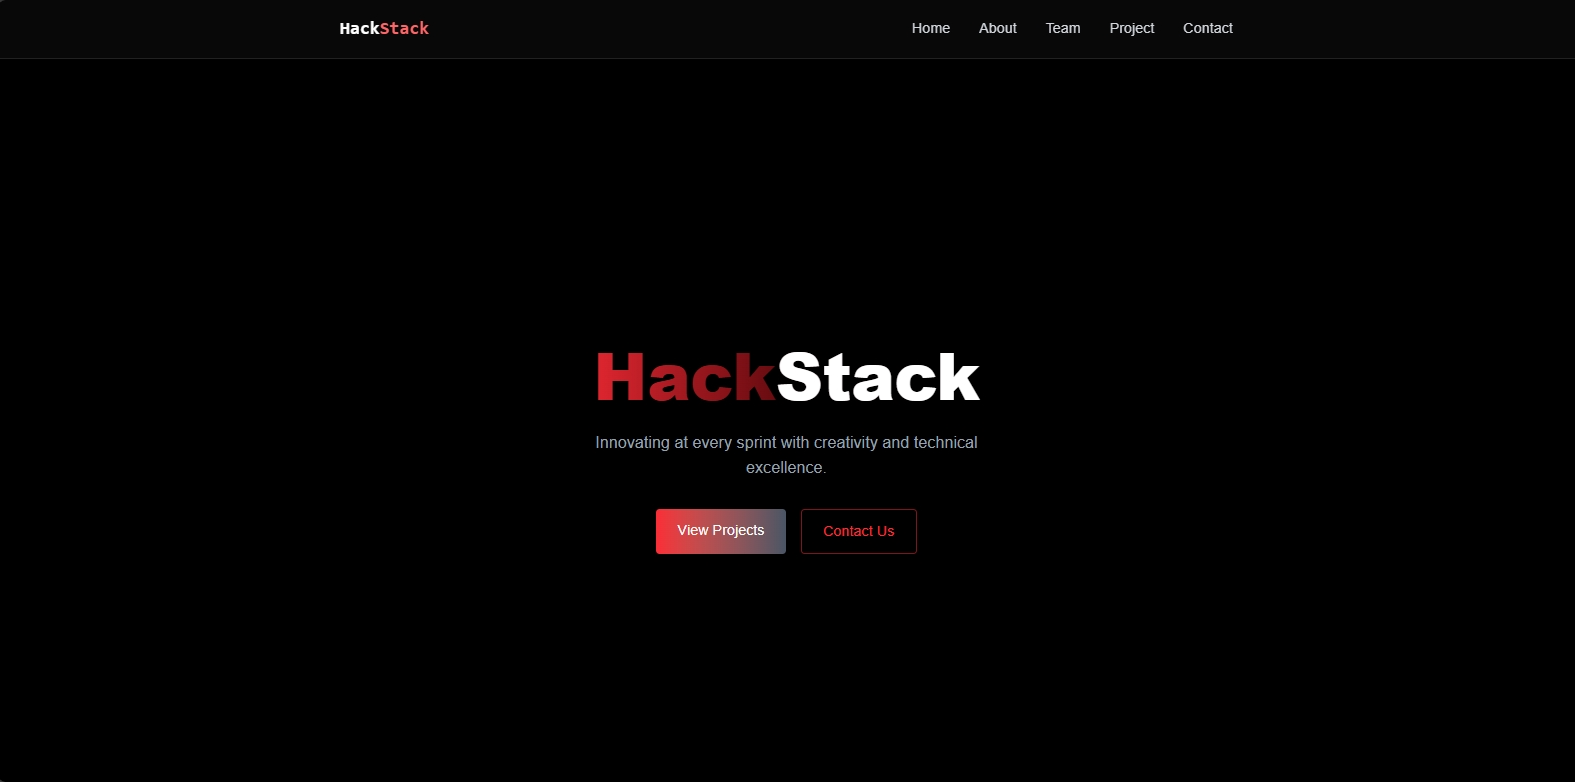 HackStack
Home About Team Project Contact
HackStack
Innovating at every sprint with creativity and technical
excellence.
View Projects
Contact Us